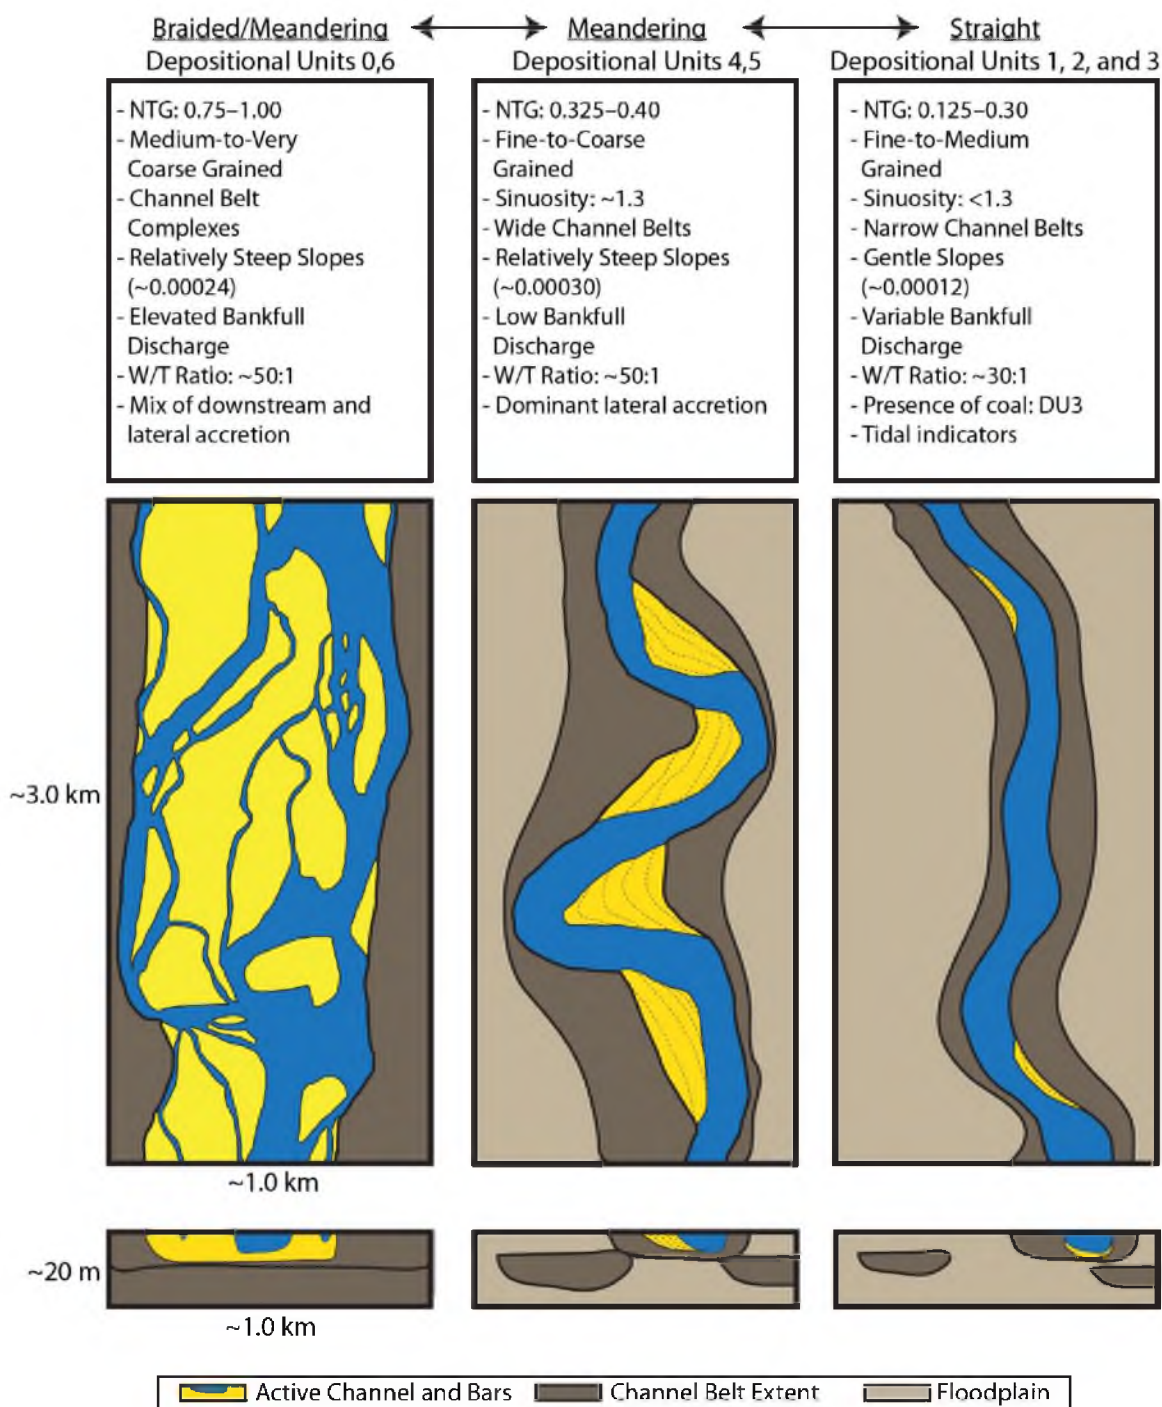 Braided/Meandering
Depositional Units 0,6
Meandering
Depositional Units 4,5
Straight
Depositional Units 1, 2, and 3
- NTG: 0.75–1.00
- Medium-to-Very
Coarse Grained
- Channel Belt
Complexes
- Relatively Steep Slopes
(~0.00024)
- Elevated Bankfull
Discharge
- W/T Ratio: ~50:1
- Mix of downstream and
lateral accretion
- NTG: 0.325–0.40
- Fine-to-Coarse
Grained
- Sinuosity: ~1.3
- Wide Channel Belts
- Relatively Steep Slopes
(~0.00030)
- Low Bankfull
Discharge
- W/T Ratio: ~50:1
- Dominant lateral accretion
- NTG: 0.125–0.30
- Fine-to-Medium
Grained
- Sinuosity: <1.3
- Narrow Channel Belts
- Gentle Slopes
(~0.00012)
- Variable Bankfull
Discharge
- W/T Ratio: ~30:1
- Presence of coal: DU3
- Tidal indicators
~3.0 km
~1.0 km
~20 m
~1.0 km
Active Channel and Bars
Channel Belt Extent
Floodplain